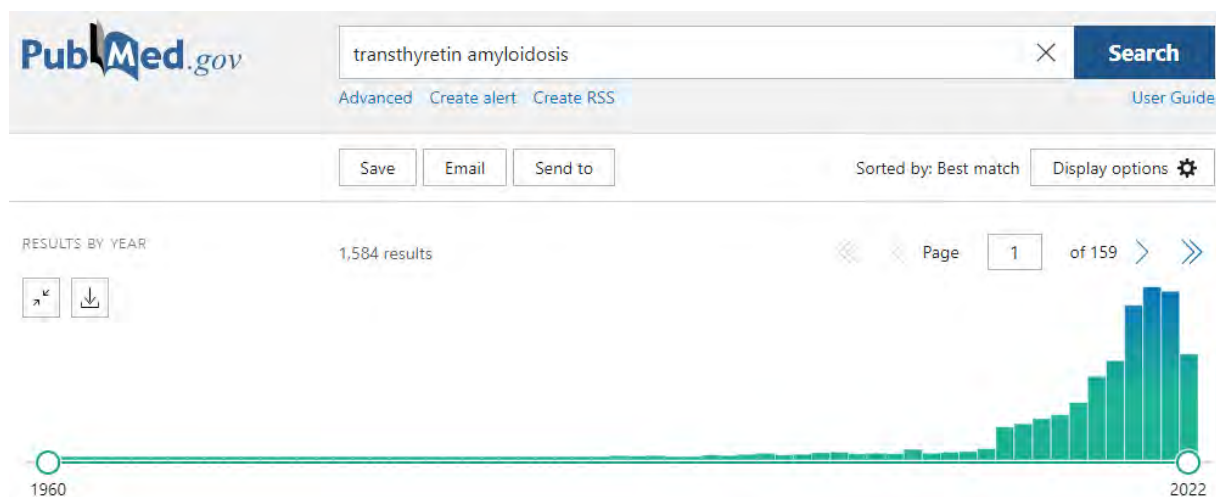 PubMed.gov
transthyretin amyloidosis
Search
Advanced Create alert Create RSS
User Guide
Save Email Send to
Sorted by: Best match Display options
RESULTS BY YEAR
1,584 results
Page 1 of 159
1960
2022